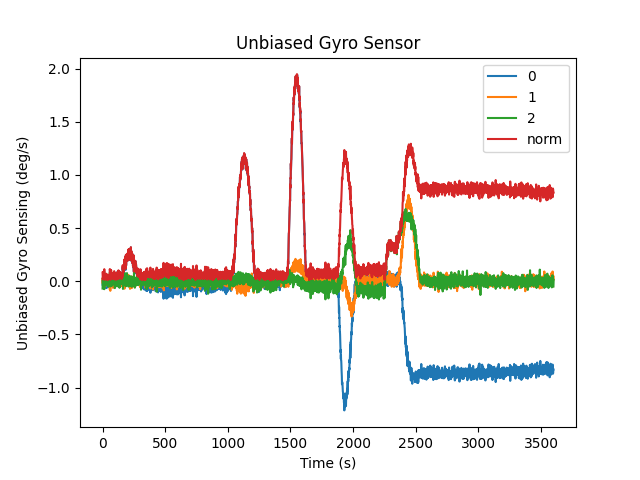 Unbiased Gyro Sensor
Unbiased Gyro Sensing (deg/s)
2.0
1.5
1.0
0.5
0.0
−0.5
−1.0
0
1
2
norm
0 500 1000 1500 2000 2500 3000 3500
Time (s)